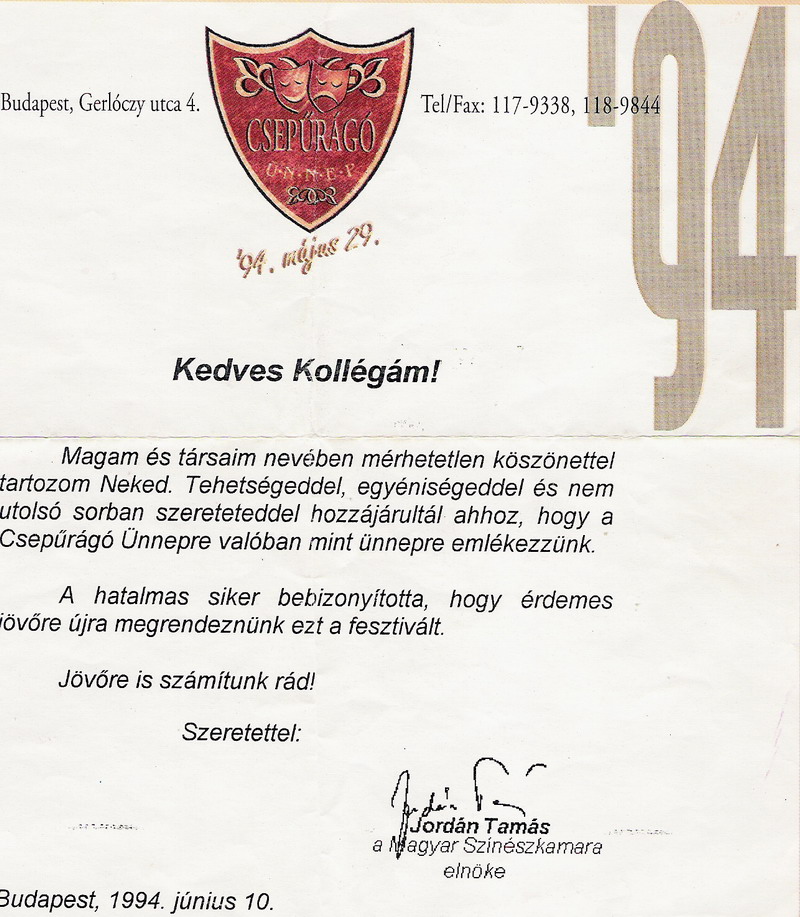 '94
Budapest, Gerlóczy utca 4.
Tel/Fax: 117-9338, 118-9844
CSEPŰRÁGÓ
Ü·N·N·E·P
'94. május 29.
Kedves Kollégám!
Magam és társaim nevében mérhetetlen köszönettel
tartozom Neked. Tehetségeddel, egyéniségeddel és nem
utolsó sorban szereteteddel hozzájárultál ahhoz, hogy a
Csepűrágó Ünnepre valóban mint ünnepre emlékezzünk.
A hatalmas siker bebizonyította, hogy érdemes
jövőre újra megrendeznünk ezt a fesztivált.
Jövőre is számítunk rád!
Szeretettel:
Jordán Tamás
Jordán Tamás
a Magyar Színészkamara
elnöke
Budapest, 1994. június 10.